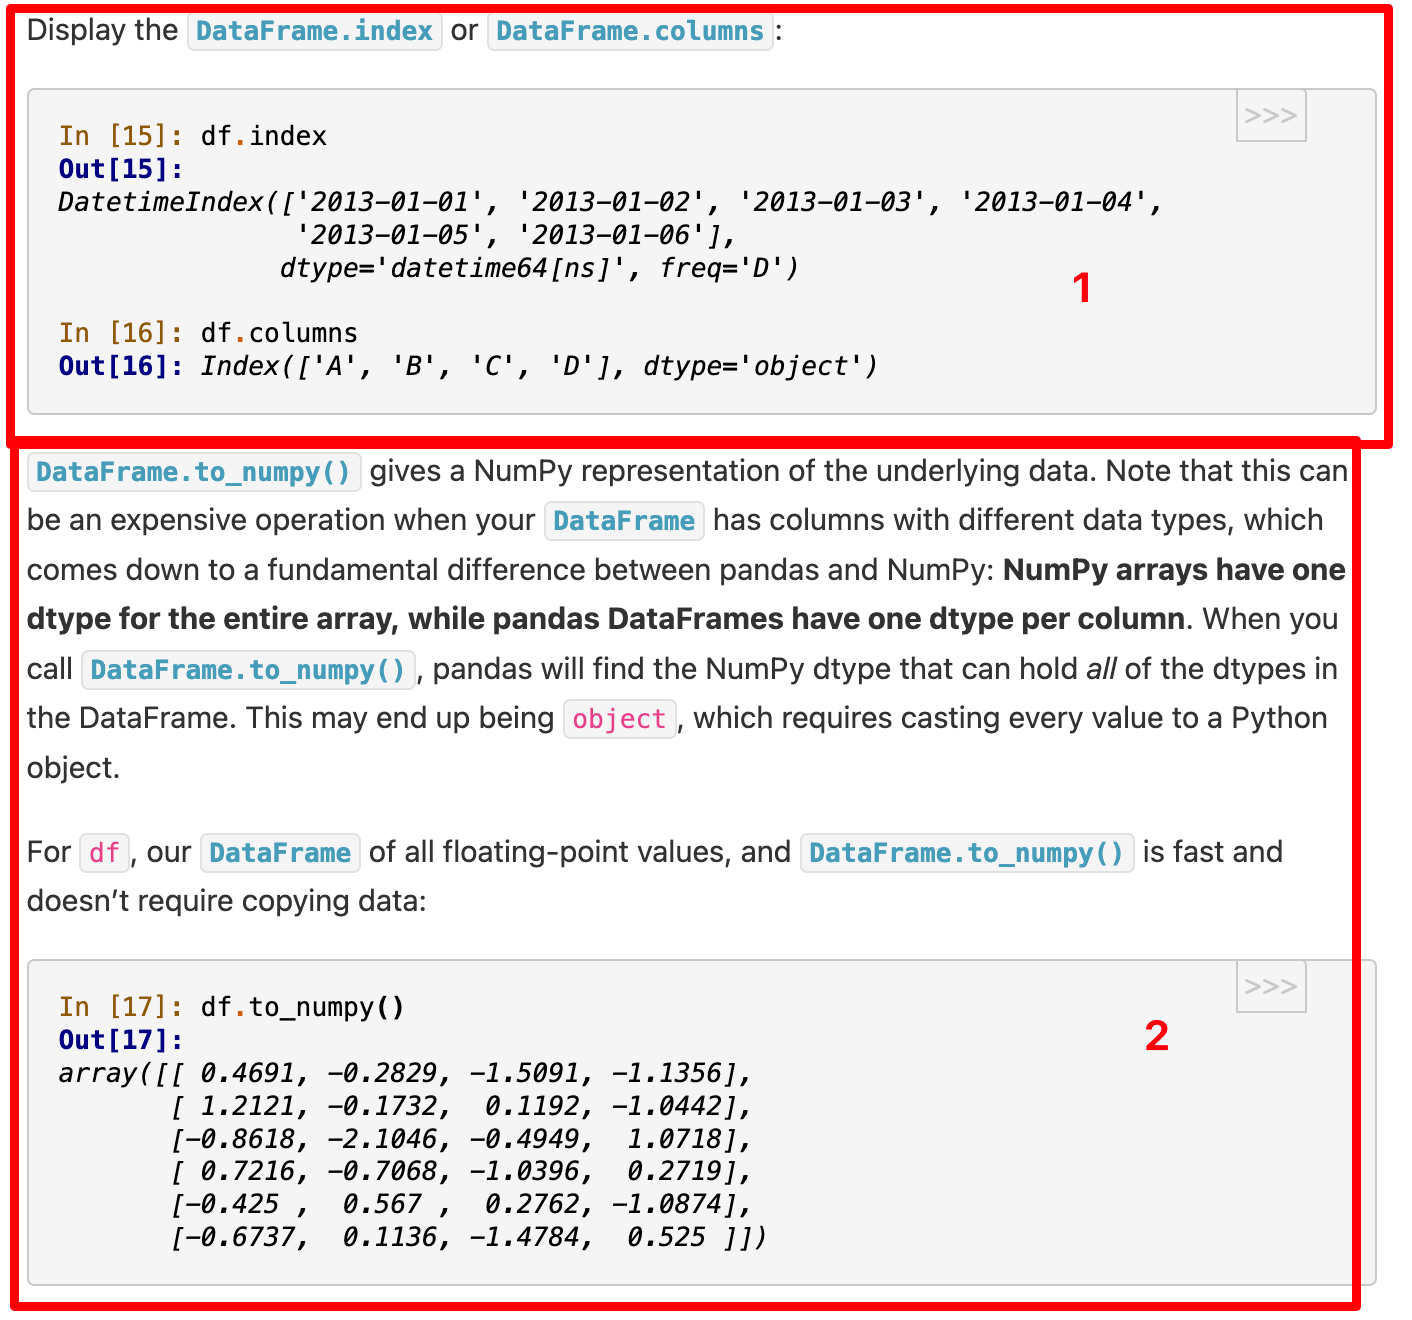 Display the DataFrame.index or DataFrame.columns:
>>>
In [15]: df.index
Out[15]:
DatetimeIndex(['2013-01-01', '2013-01-02', '2013-01-03', '2013-01-04',
               '2013-01-05', '2013-01-06'],
              dtype='datetime64[ns]', freq='D')
1
In [16]: df.columns
Out[16]: Index(['A', 'B', 'C', 'D'], dtype='object')
DataFrame.to_numpy() gives a NumPy representation of the underlying data. Note that this can
be an expensive operation when your DataFrame has columns with different data types, which
comes down to a fundamental difference between pandas and NumPy: NumPy arrays have one
dtype for the entire array, while pandas DataFrames have one dtype per column. When you
call DataFrame.to_numpy(), pandas will find the NumPy dtype that can hold all of the dtypes in
the DataFrame. This may end up being object, which requires casting every value to a Python
object.
For df, our DataFrame of all floating-point values, and DataFrame.to_numpy() is fast and
doesn’t require copying data:
>>>
In [17]: df.to_numpy()
2
Out[17]:
array([[ 0.4691, -0.2829, -1.5091, -1.1356],
       [ 1.2121, -0.1732,  0.1192, -1.0442],
       [-0.8618, -2.1046, -0.4949,  1.0718],
       [ 0.7216, -0.7068, -1.0396,  0.2719],
       [-0.425 ,  0.567 ,  0.2762, -1.0874],
       [-0.6737,  0.1136, -1.4784,  0.525 ]])